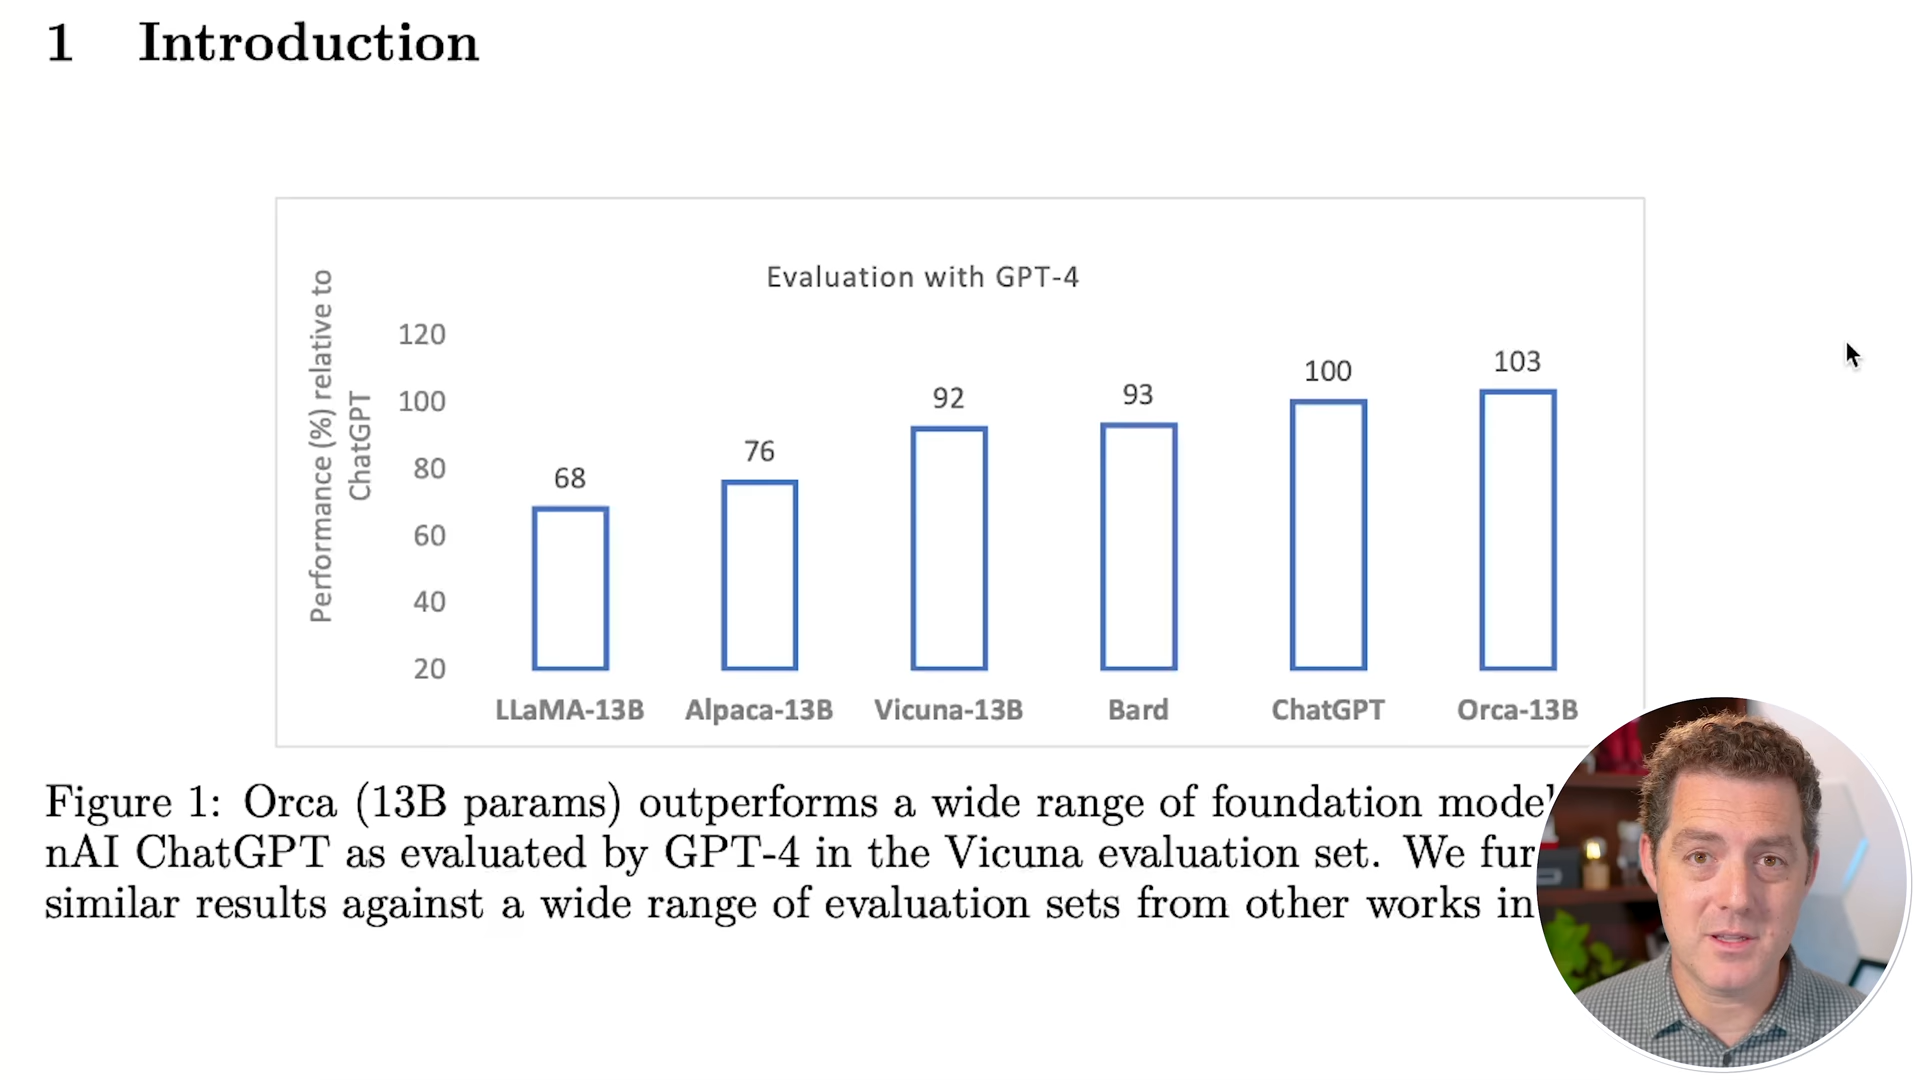 1 Introduction
Evaluation with GPT-4
Performance (%) relative to
ChatGPT
120
100
80
60
40
20
68
76
92
93
100
103
LLaMA-13B
Alpaca-13B
Vicuna-13B
Bard
ChatGPT
Orca-13B
Figure 1: Orca (13B params) outperforms a wide range of foundation
nAI ChatGPT as evaluated by GPT-4 in the Vicuna evaluation set. We
similar results against a wide range of evaluation sets from other works in